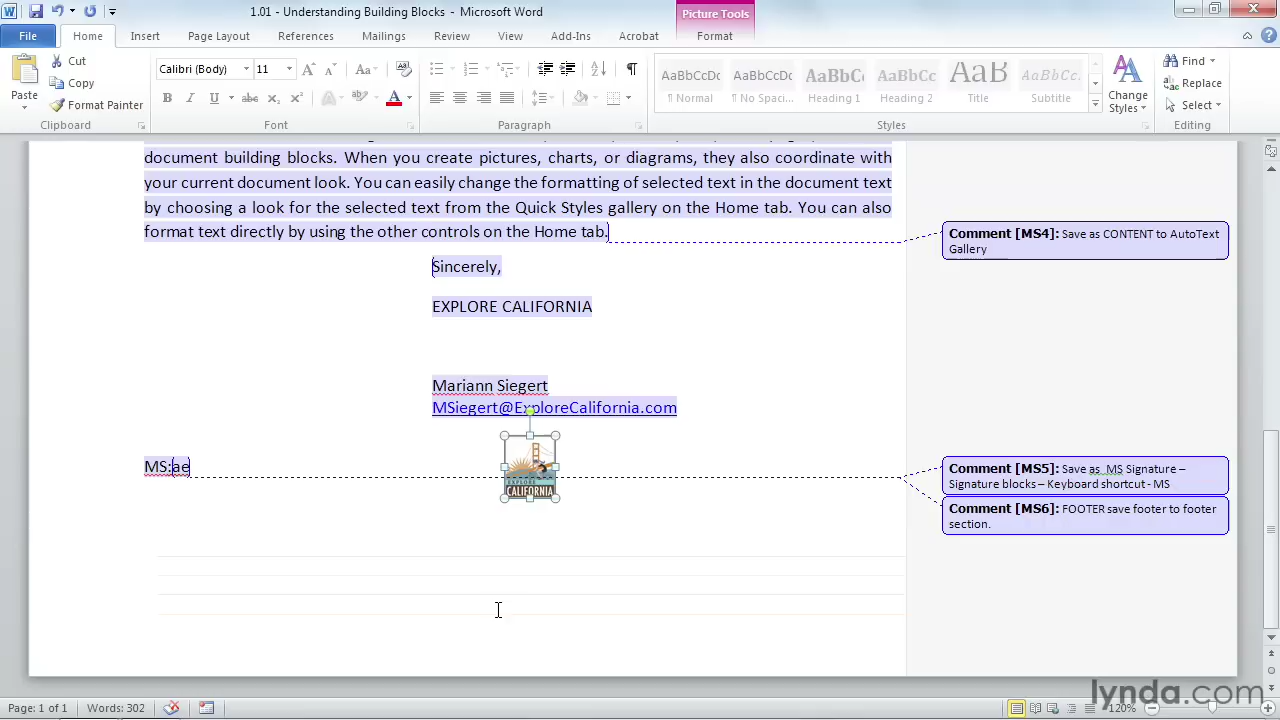 1.01 - Understanding Building Blocks - Microsoft Word
Picture Tools
File Home Insert Page Layout References Mailings Review View Add-Ins Acrobat Format
Paste
Cut
Copy
Format Painter
Clipboard
Calibri (Body) 11
Font
Paragraph
AaBbCcDc AaBbCcDc AaBbC AaBbCc AaB AaBbCc.
¶ Normal ¶ No Spaci... Heading 1 Heading 2 Title Subtitle
Styles
Change Styles
Find
Replace
Select
Editing
document building blocks. When you create pictures, charts, or diagrams, they also coordinate with
your current document look. You can easily change the formatting of selected text in the document text
by choosing a look for the selected text from the Quick Styles gallery on the Home tab. You can also
format text directly by using the other controls on the Home tab.
Comment [MS4]: Save as CONTENT to AutoText
Gallery
Sincerely,
EXPLORE CALIFORNIA
Mariann Siegert
MSiegert@ExploreCalifornia.com
MS:ae
EXPLORE
CALIFORNIA
Comment [MS5]: Save as MS Signature –
Signature blocks – Keyboard shortcut - MS
Comment [MS6]: FOOTER save footer to footer
section.
Page: 1 of 1 Words: 302 120%
lynda.com